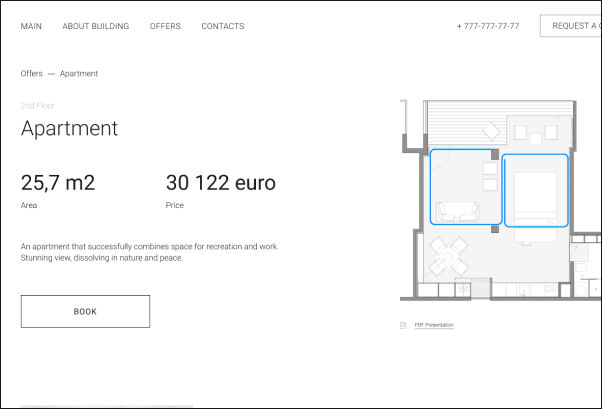 MAIN ABOUT BUILDING OFFERS CONTACTS + 777-777-77-77 REQUEST A
Offers — Apartment
2nd Floor
Apartment
25,7 m2 30 122 euro
Area Price
An apartment that successfully combines space for recreation and work.
Stunning view, dissolving in nature and peace.
BOOK
PDF Presentation